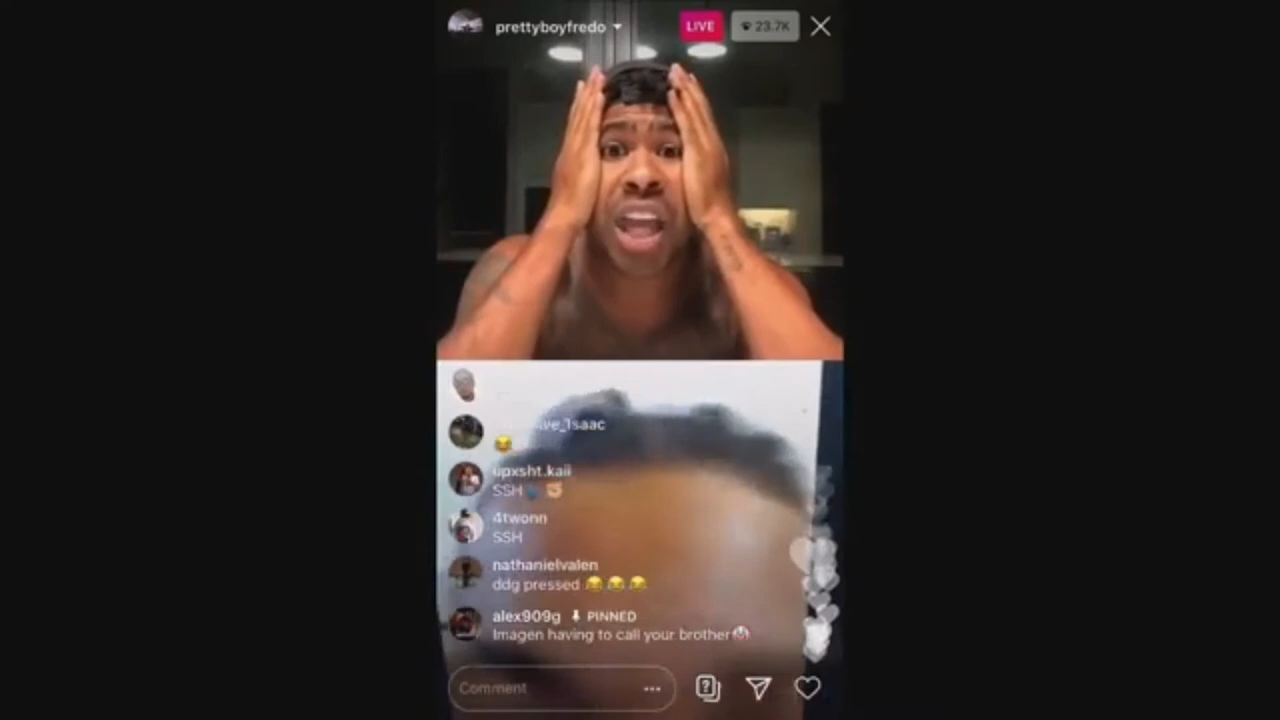 prettyboyfredo
LIVE
23.7K
upxsht.kaii
SSH
4twonn
SSH
nathanielvalen
ddg pressed 😂😂😂
alex909g PINNED
Imagen having to call your brother
Comment